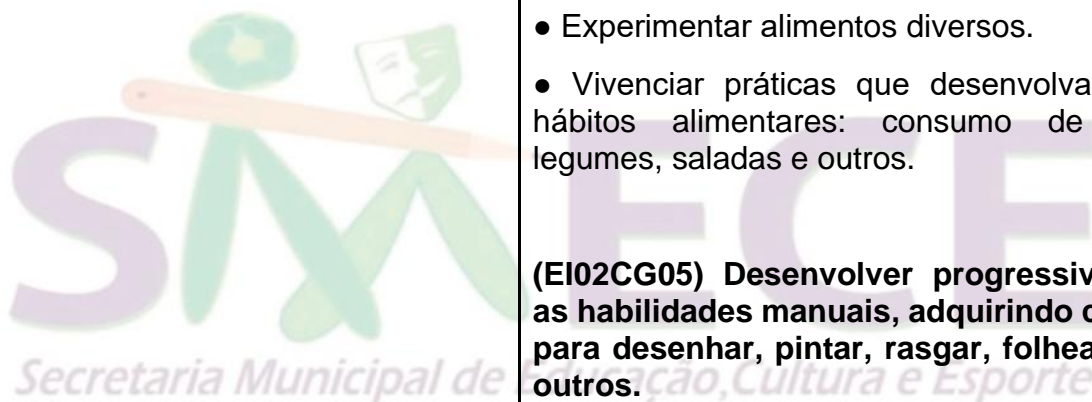 ● Experimentar alimentos diversos.
● Vivenciar práticas que desenvolva
hábitos alimentares: consumo de
legumes, saladas e outros.
(EI02CG05) Desenvolver progressiv
as habilidades manuais, adquirindo c
para desenhar, pintar, rasgar, folhea
outros.
SMECE
Secretaria Municipal de Educação,Cultura e Esporte